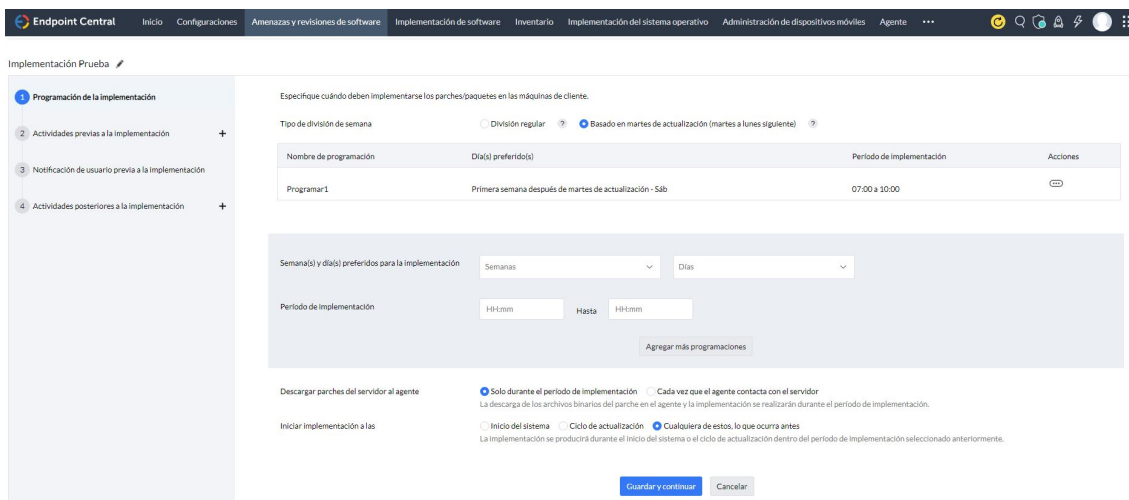 Endpoint Central Inicio Configuraciones Amenazas y revisiones de software Implementación de software Inventario Implementación del sistema operativo Administración de dispositivos móviles Agente •••
Implementación Prueba
1 Programación de la implementación
2 Actividades previas a la implementación +
3 Notificación de usuario previa a la implementación
4 Actividades posteriores a la implementación +
Especifique cuándo deben implementarse los parches/paquetes en las máquinas de cliente.
Tipo de división de semana División regular ? Basado en martes de actualización (martes a lunes siguiente) ?
Nombre de programación Día(s) preferido(s) Período de implementación Acciones
Programar1 Primera semana después de martes de actualización - Sáb 07:00 a 10:00
Semana(s) y día(s) preferidos para la implementación Semanas Días
Período de implementación HH:mm Hasta HH:mm
Agregar más programaciones
Descargar parches del servidor al agente Solo durante el período de implementación Cada vez que el agente contacta con el servidor
La descarga de los archivos binarios del parche en el agente y la implementación se realizarán durante el período de implementación.
Iniciar implementación a las Inicio del sistema Ciclo de actualización Cualquiera de estos, lo que ocurra antes
La implementación se producirá durante el inicio del sistema o el ciclo de actualización dentro del período de implementación seleccionado anteriormente.
Guardar y continuar Cancelar